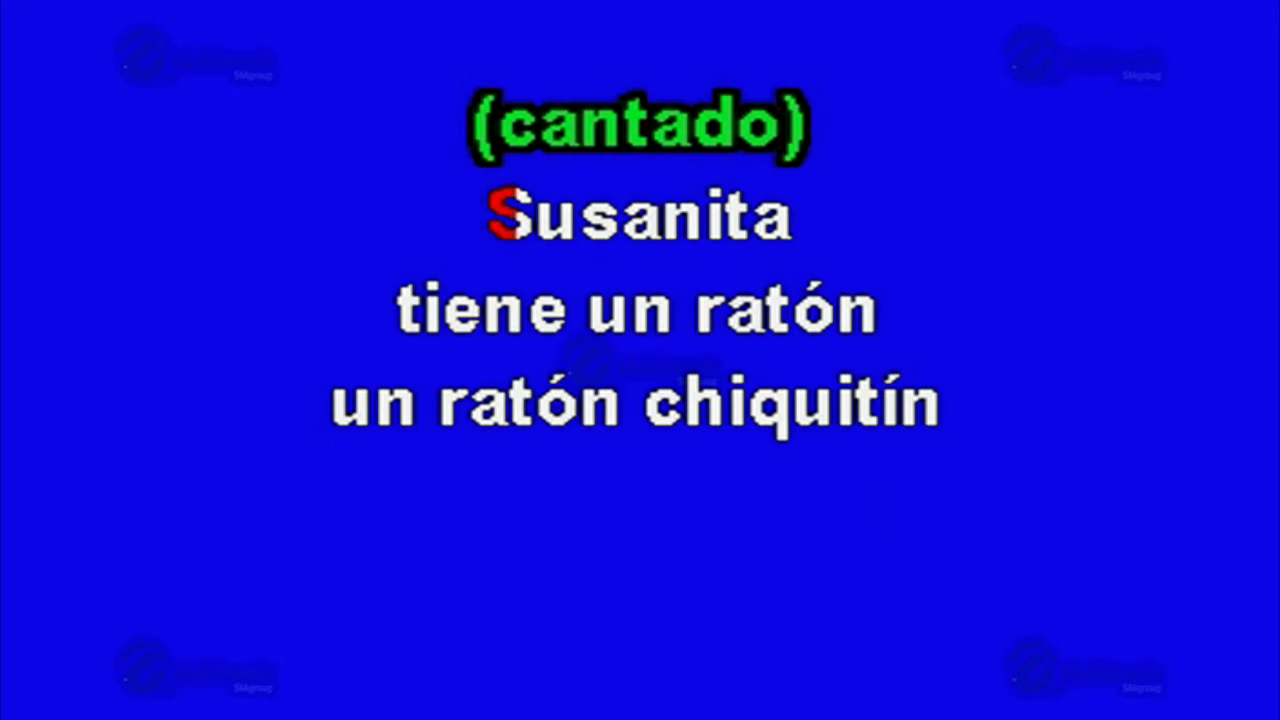 (cantado)
Susanita
tiene un ratón
un ratón chiquitín